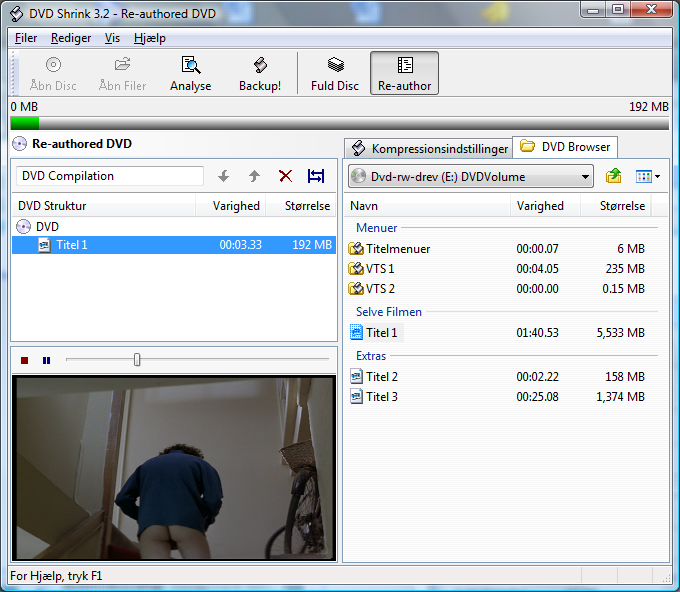 DVD Shrink 3.2 - Re-authored DVD
Filer Rediger Vis Hjælp
Åbn Disc Åbn Filer Analyse Backup! Fuld Disc Re-author
0 MB 192 MB
Re-authored DVD
Kompressionsindstillinger DVD Browser
DVD Compilation
Dvd-rw-drev (E:) DVDVolume
DVD Struktur Varighed Størrelse
DVD
Titel 1 00:03.33 192 MB
Navn Varighed Størrelse
Menuer
Titelmenuer 00:00.07 6 MB
VTS 1 00:04.05 235 MB
VTS 2 00:00.00 0.15 MB
Selve Filmen
Titel 1 01:40.53 5,533 MB
Extras
Titel 2 00:02.22 158 MB
Titel 3 00:25.08 1,374 MB
For Hjælp, tryk F1